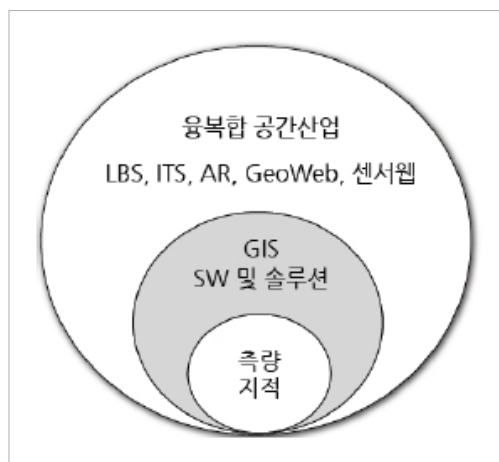 융복합 공간산업
LBS, ITS, AR, GeoWeb, 센서웹
GIS
SW 및 솔루션
측량
지적